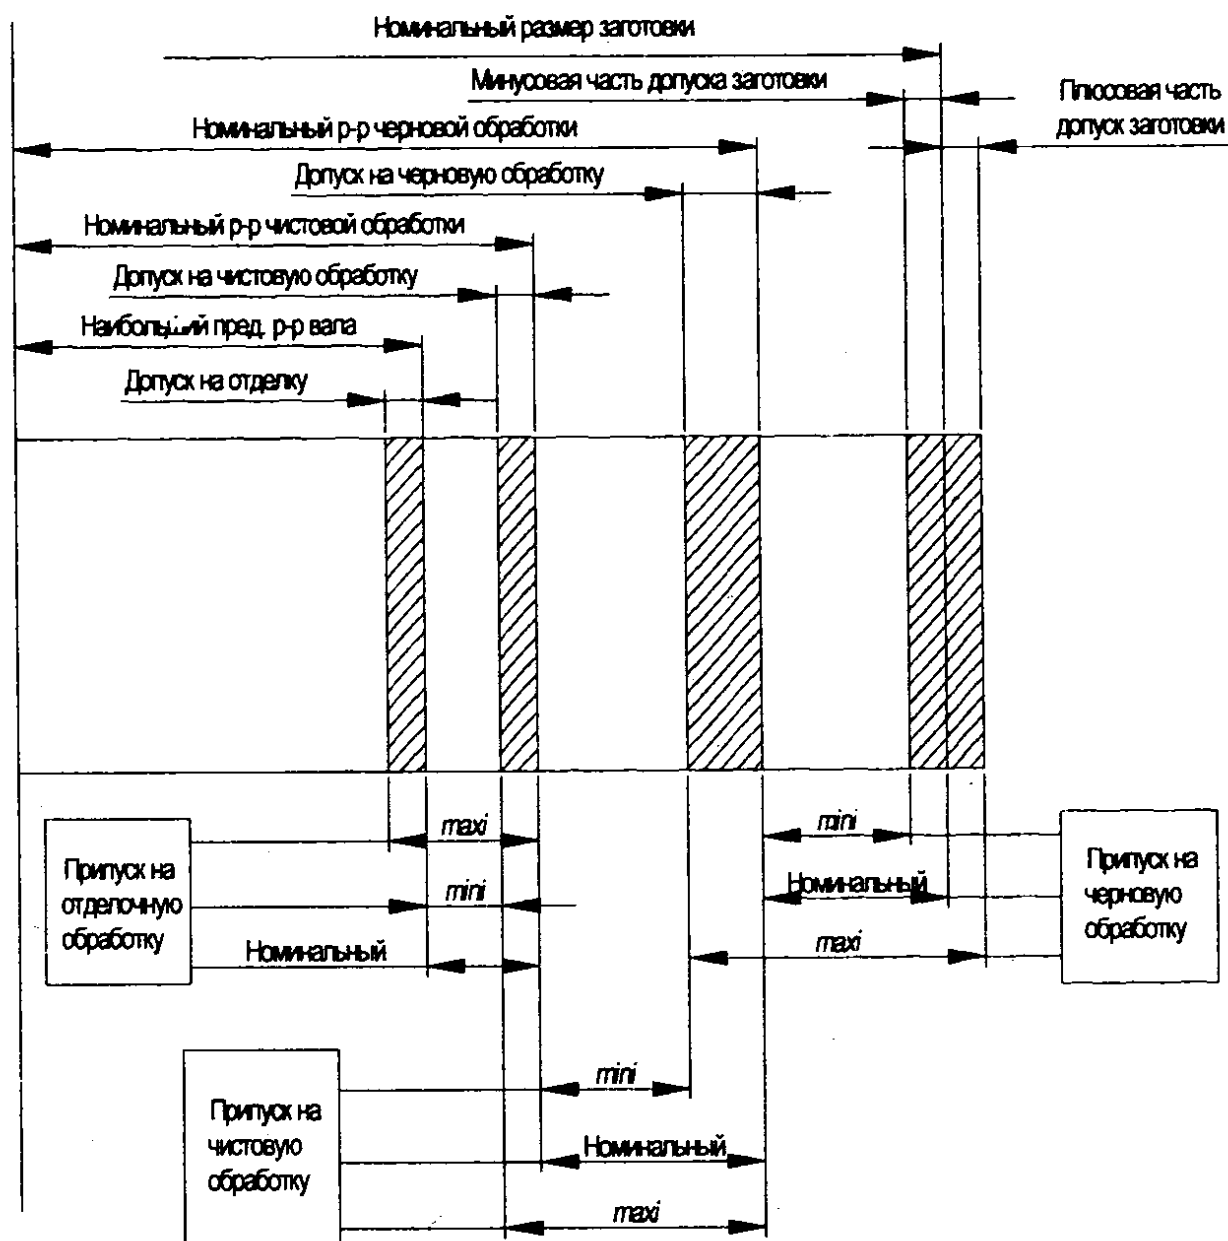 Номинальный размер заготовки
Минусовая часть допуска заготовки
Плюсовая часть
допуск заготовки
Номинальный р-р черновой обработки
Допуск на черновую обработку
Номинальный р-р чистовой обработки
Допуск на чистовую обработку
Наибольший пред. р-р вала
Допуск на отделку
maxi
mini
Припуск на
отделочную
обработку
mini
Номинальный
Припуск на
черновую
обработку
Номинальный
maxi
mini
Припуск на
чистовую
обработку
Номинальный
maxi